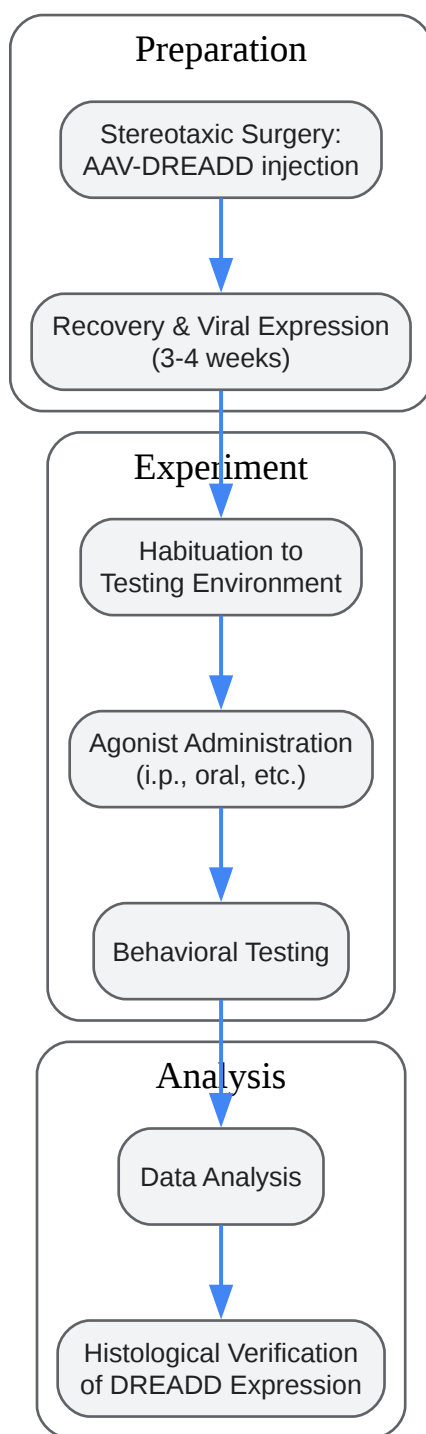 Preparation
Stereotaxic Surgery:
AAV-DREADD injection
Recovery & Viral Expression
(3-4 weeks)
Experiment
Habituation to
Testing Environment
Agonist Administration
(i.p., oral, etc.)
Behavioral Testing
Analysis
Data Analysis
Histological Verification
of DREADD Expression